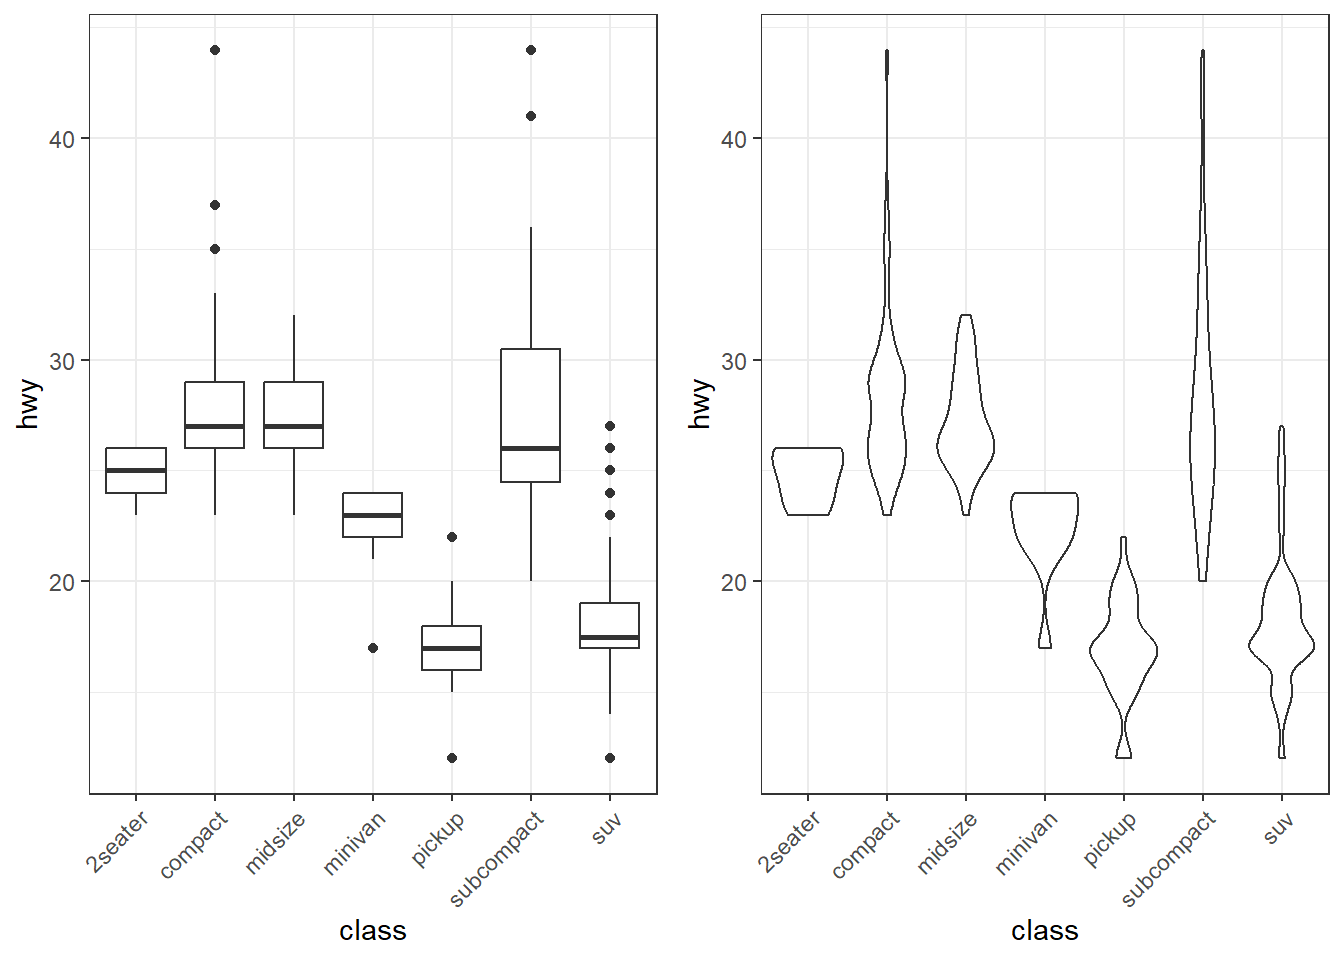 hwy
40
30
20
2seater
compact
midsize
minivan
pickup
subcompact
suv
class
hwy
40
30
20
2seater
compact
midsize
minivan
pickup
subcompact
suv
class